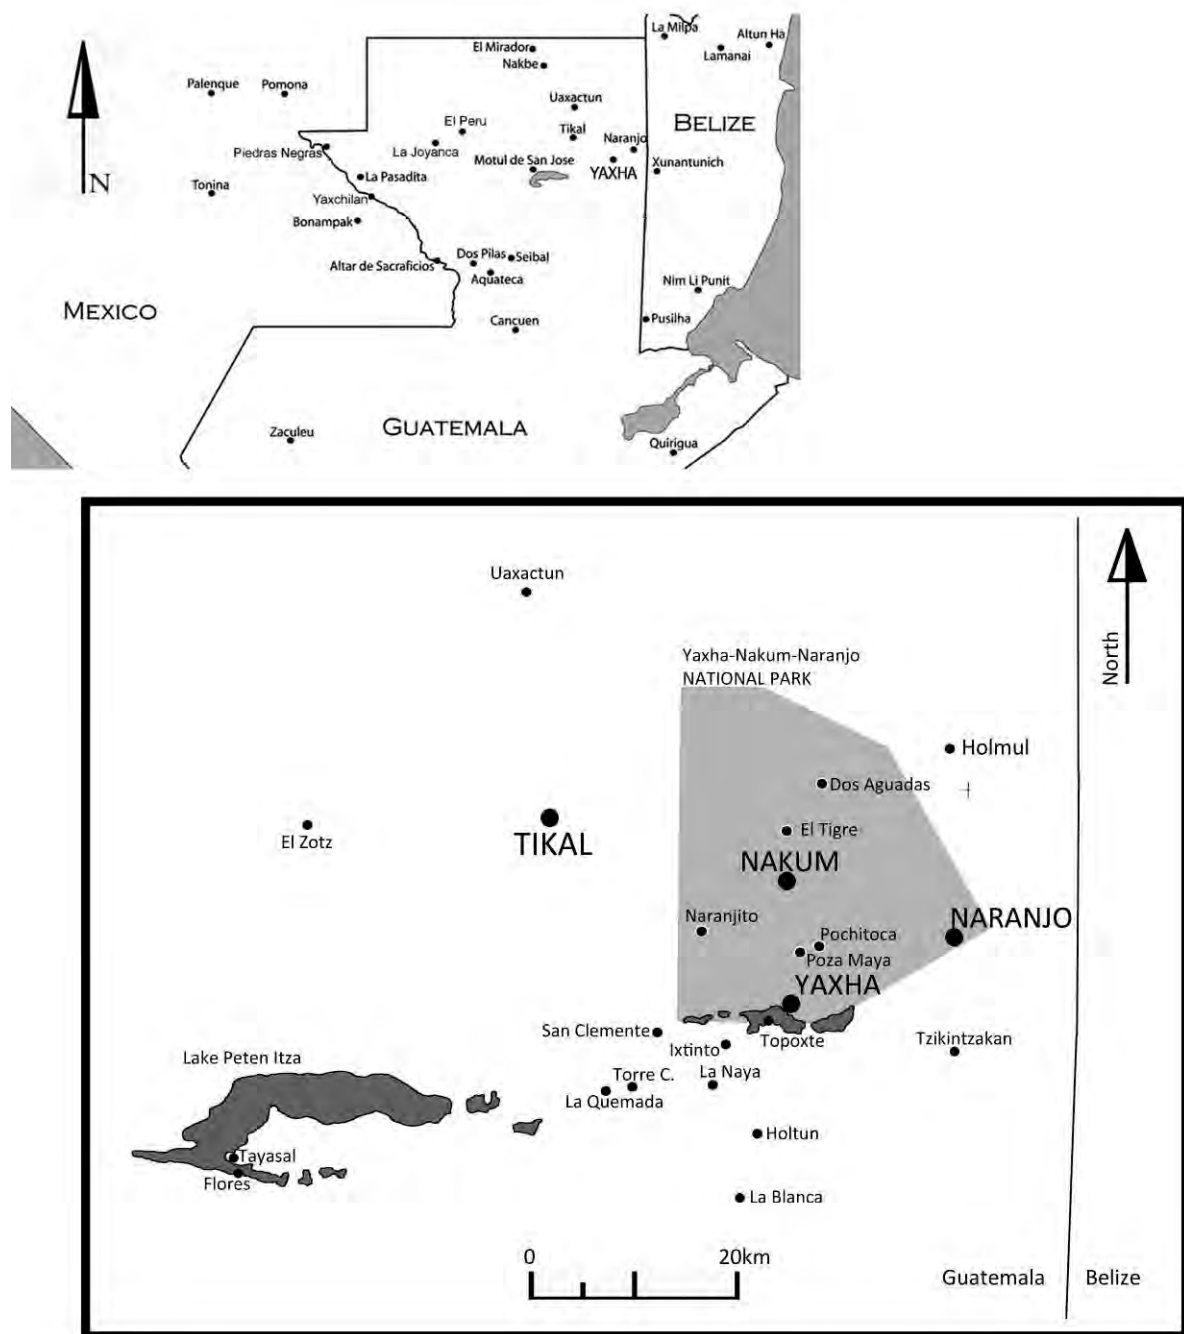 La Milpa
Altun Ha
El Mirador
Lamanai
Nakbe
Palenque
Pomona
Uaxactun
El Peru
Tikal
BELIZE
Naranjo
Piedras Negras
La Joyanca
Motul de San Jose
YAXHA
Xunantunich
N
La Pasadita
Tonina
Yaxchilan
Bonampak
Dos Pilas
Seibal
Altar de Sacraficios
Aquateca
Nim Li Punit
MEXICO
Cancuen
Pusilha
GUATEMALA
Zaculeu
Quirigua
Uaxactun
North
Yaxha-Nakum-Naranjo
NATIONAL PARK
Holmul
Dos Aguadas
El Zotz
TIKAL
El Tigre
NAKUM
Naranjito
NARANJO
Pochitoca
Poza Maya
YAXHA
San Clemente
Topoxte
Tzikintzakan
Ixtinto
Lake Peten Itza
Torre C.
La Naya
La Quemada
Holtun
Tayasal
Flores
La Blanca
0
20km
Guatemala
Belize